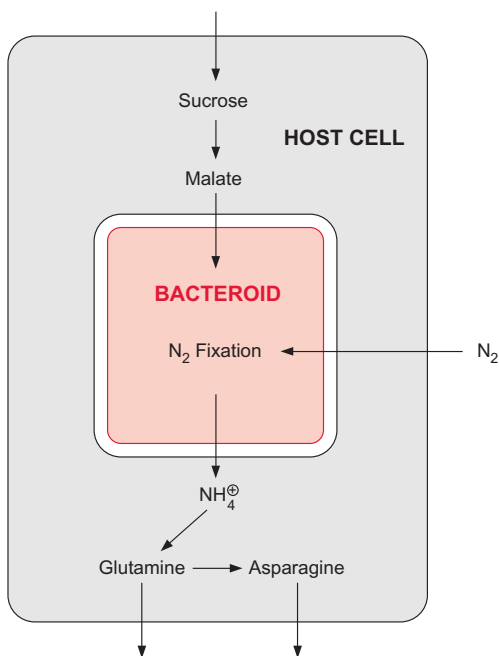 Sucrose
HOST CELL
Malate
BACTEROID
N₂ Fixation
N₂
NH₄⊕
Glutamine
Asparagine